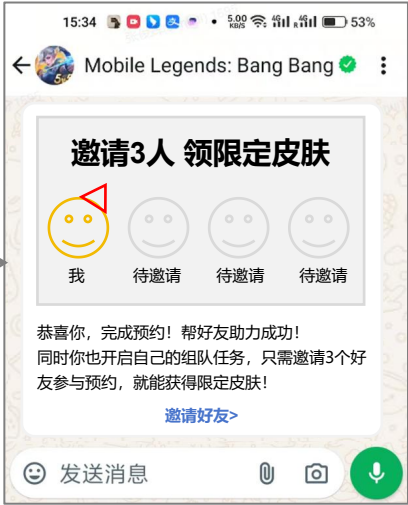 15:34 5.00 KB/S 4G 4G 53%
Mobile Legends: Bang Bang
邀请3人 领限定皮肤
我 待邀请 待邀请 待邀请
恭喜你，完成预约！帮好友助力成功！
同时你也开启自己的组队任务，只需邀请3个好
友参与预约，就能获得限定皮肤！
邀请好友>
发送消息